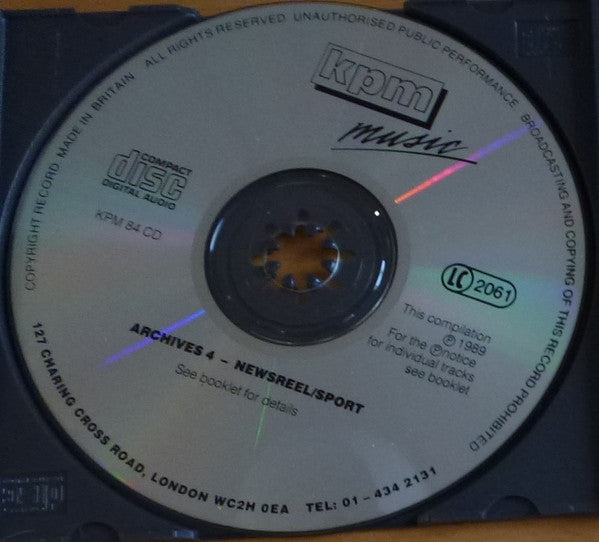 COPYRIGHT RECORD MADE IN BRITAIN ALL RIGHTS RESERVED UNAUTHORISED PUBLIC PERFORMANCE BROADCASTING AND COPYING OF THIS RECORD PROHIBITED
kpm
music
COMPACT
disc
DIGITAL AUDIO
KPM 84 CD
LC 2061
This compilation
℗ 1989
For the ℗notice
for individual tracks
see booklet
ARCHIVES 4 – NEWSREEL/SPORT
See booklet for details
127 CHARING CROSS ROAD, LONDON WC2H 0EA TEL: 01 – 434 2131
disc